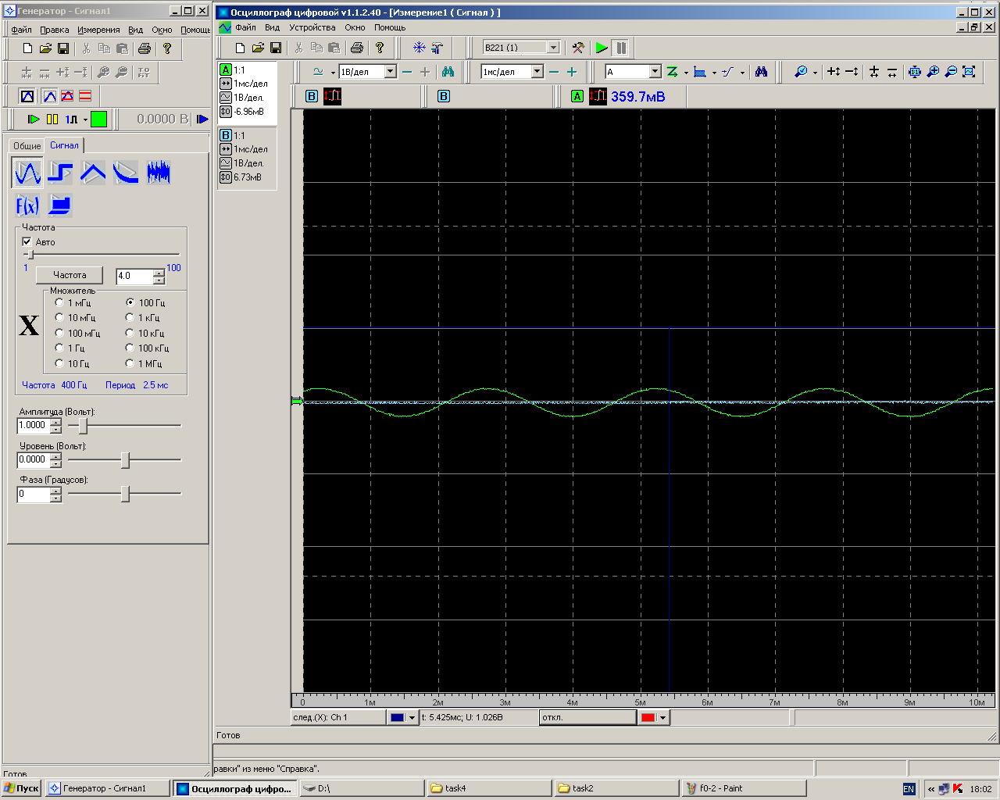 Генератор - Сигнал1
Файл Правка Измерения Вид Окно Помощь
0.0000 В
Общие Сигнал
F(x)
Частота
Авто
1 100
Частота 4.0
Множитель
X
1 мГц 100 Гц
10 мГц 1 кГц
100 мГц 10 кГц
1 Гц 100 кГц
10 Гц 1 МГц
Частота 400 Гц Период 2.5 мс
Амплитуда (Вольт):
1.0000
Уровень (Вольт):
0.0000
Фаза (Градусов):
0
Готов
Осциллограф цифровой v1.1.2.40 - [Измерение1 ( Сигнал ) ]
Файл Вид Устройства Окно Помощь
B221 (1)
A 1:1
1мс/дел
1В/дел.
-6.96мВ
B 1:1
1мс/дел
1В/дел.
6.73мВ
1В/дел 1мс/дел A
B B A 359.7мВ
0 1м 2м 3м 4м 5м 6м 7м 8м 9м 10м
след.(X): Ch 1 t: 5.425мс; U: 1.026В откл.
Готов
равки" из меню "Справка".
Пуск Генератор - Сигнал1 Осциллограф цифро... D:\ task4 task2 f0-2 - Paint EN « 18:02